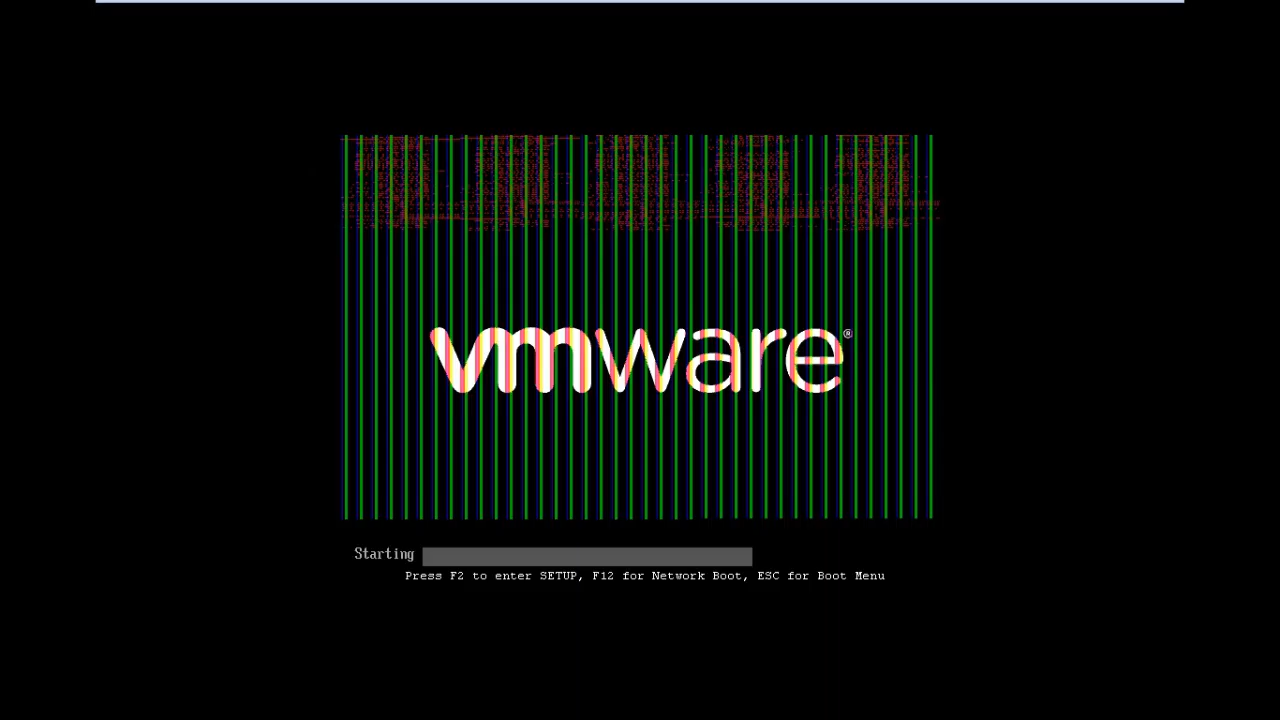 vmware®
Starting
Press F2 to enter SETUP, F12 for Network Boot, ESC for Boot Menu